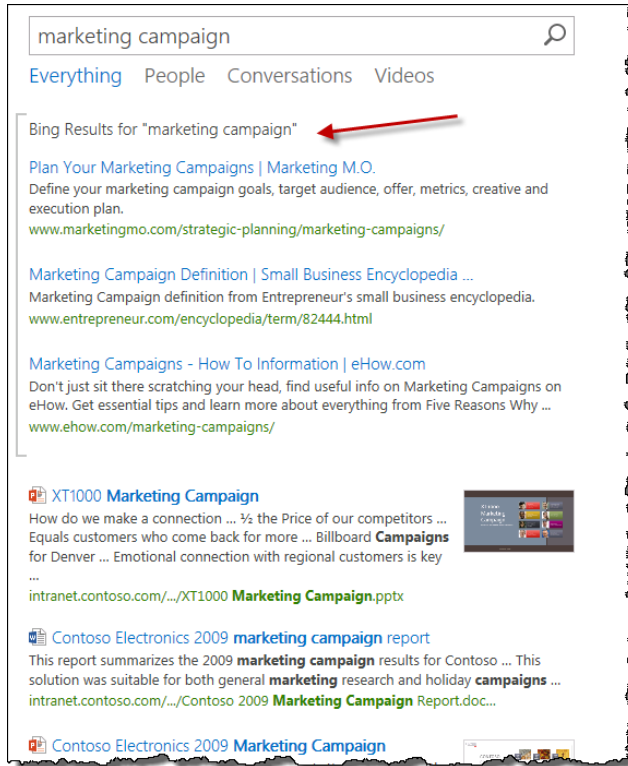 marketing campaign
Everything People Conversations Videos
Bing Results for "marketing campaign"
Plan Your Marketing Campaigns | Marketing M.O.
Define your marketing campaign goals, target audience, offer, metrics, creative and
execution plan.
www.marketingmo.com/strategic-planning/marketing-campaigns/
Marketing Campaign Definition | Small Business Encyclopedia ...
Marketing Campaign definition from Entrepreneur's small business encyclopedia.
www.entrepreneur.com/encyclopedia/term/82444.html
Marketing Campaigns - How To Information | eHow.com
Don't just sit there scratching your head, find useful info on Marketing Campaigns on
eHow. Get essential tips and learn more about everything from Five Reasons Why ...
www.ehow.com/marketing-campaigns/
XT1000 Marketing Campaign
How do we make a connection ... ½ the Price of our competitors ...
Equals customers who come back for more ... Billboard Campaigns
for Denver ... Emotional connection with regional customers is key
...
intranet.contoso.com/.../XT1000 Marketing Campaign.pptx
XT1000
Marketing
Campaign
Contoso Electronics 2009 marketing campaign report
This report summarizes the 2009 marketing campaign results for Contoso ... This
solution was suitable for both general marketing research and holiday campaigns ...
intranet.contoso.com/.../Contoso 2009 Marketing Campaign Report.doc...
Contoso Electronics 2009 Marketing Campaign